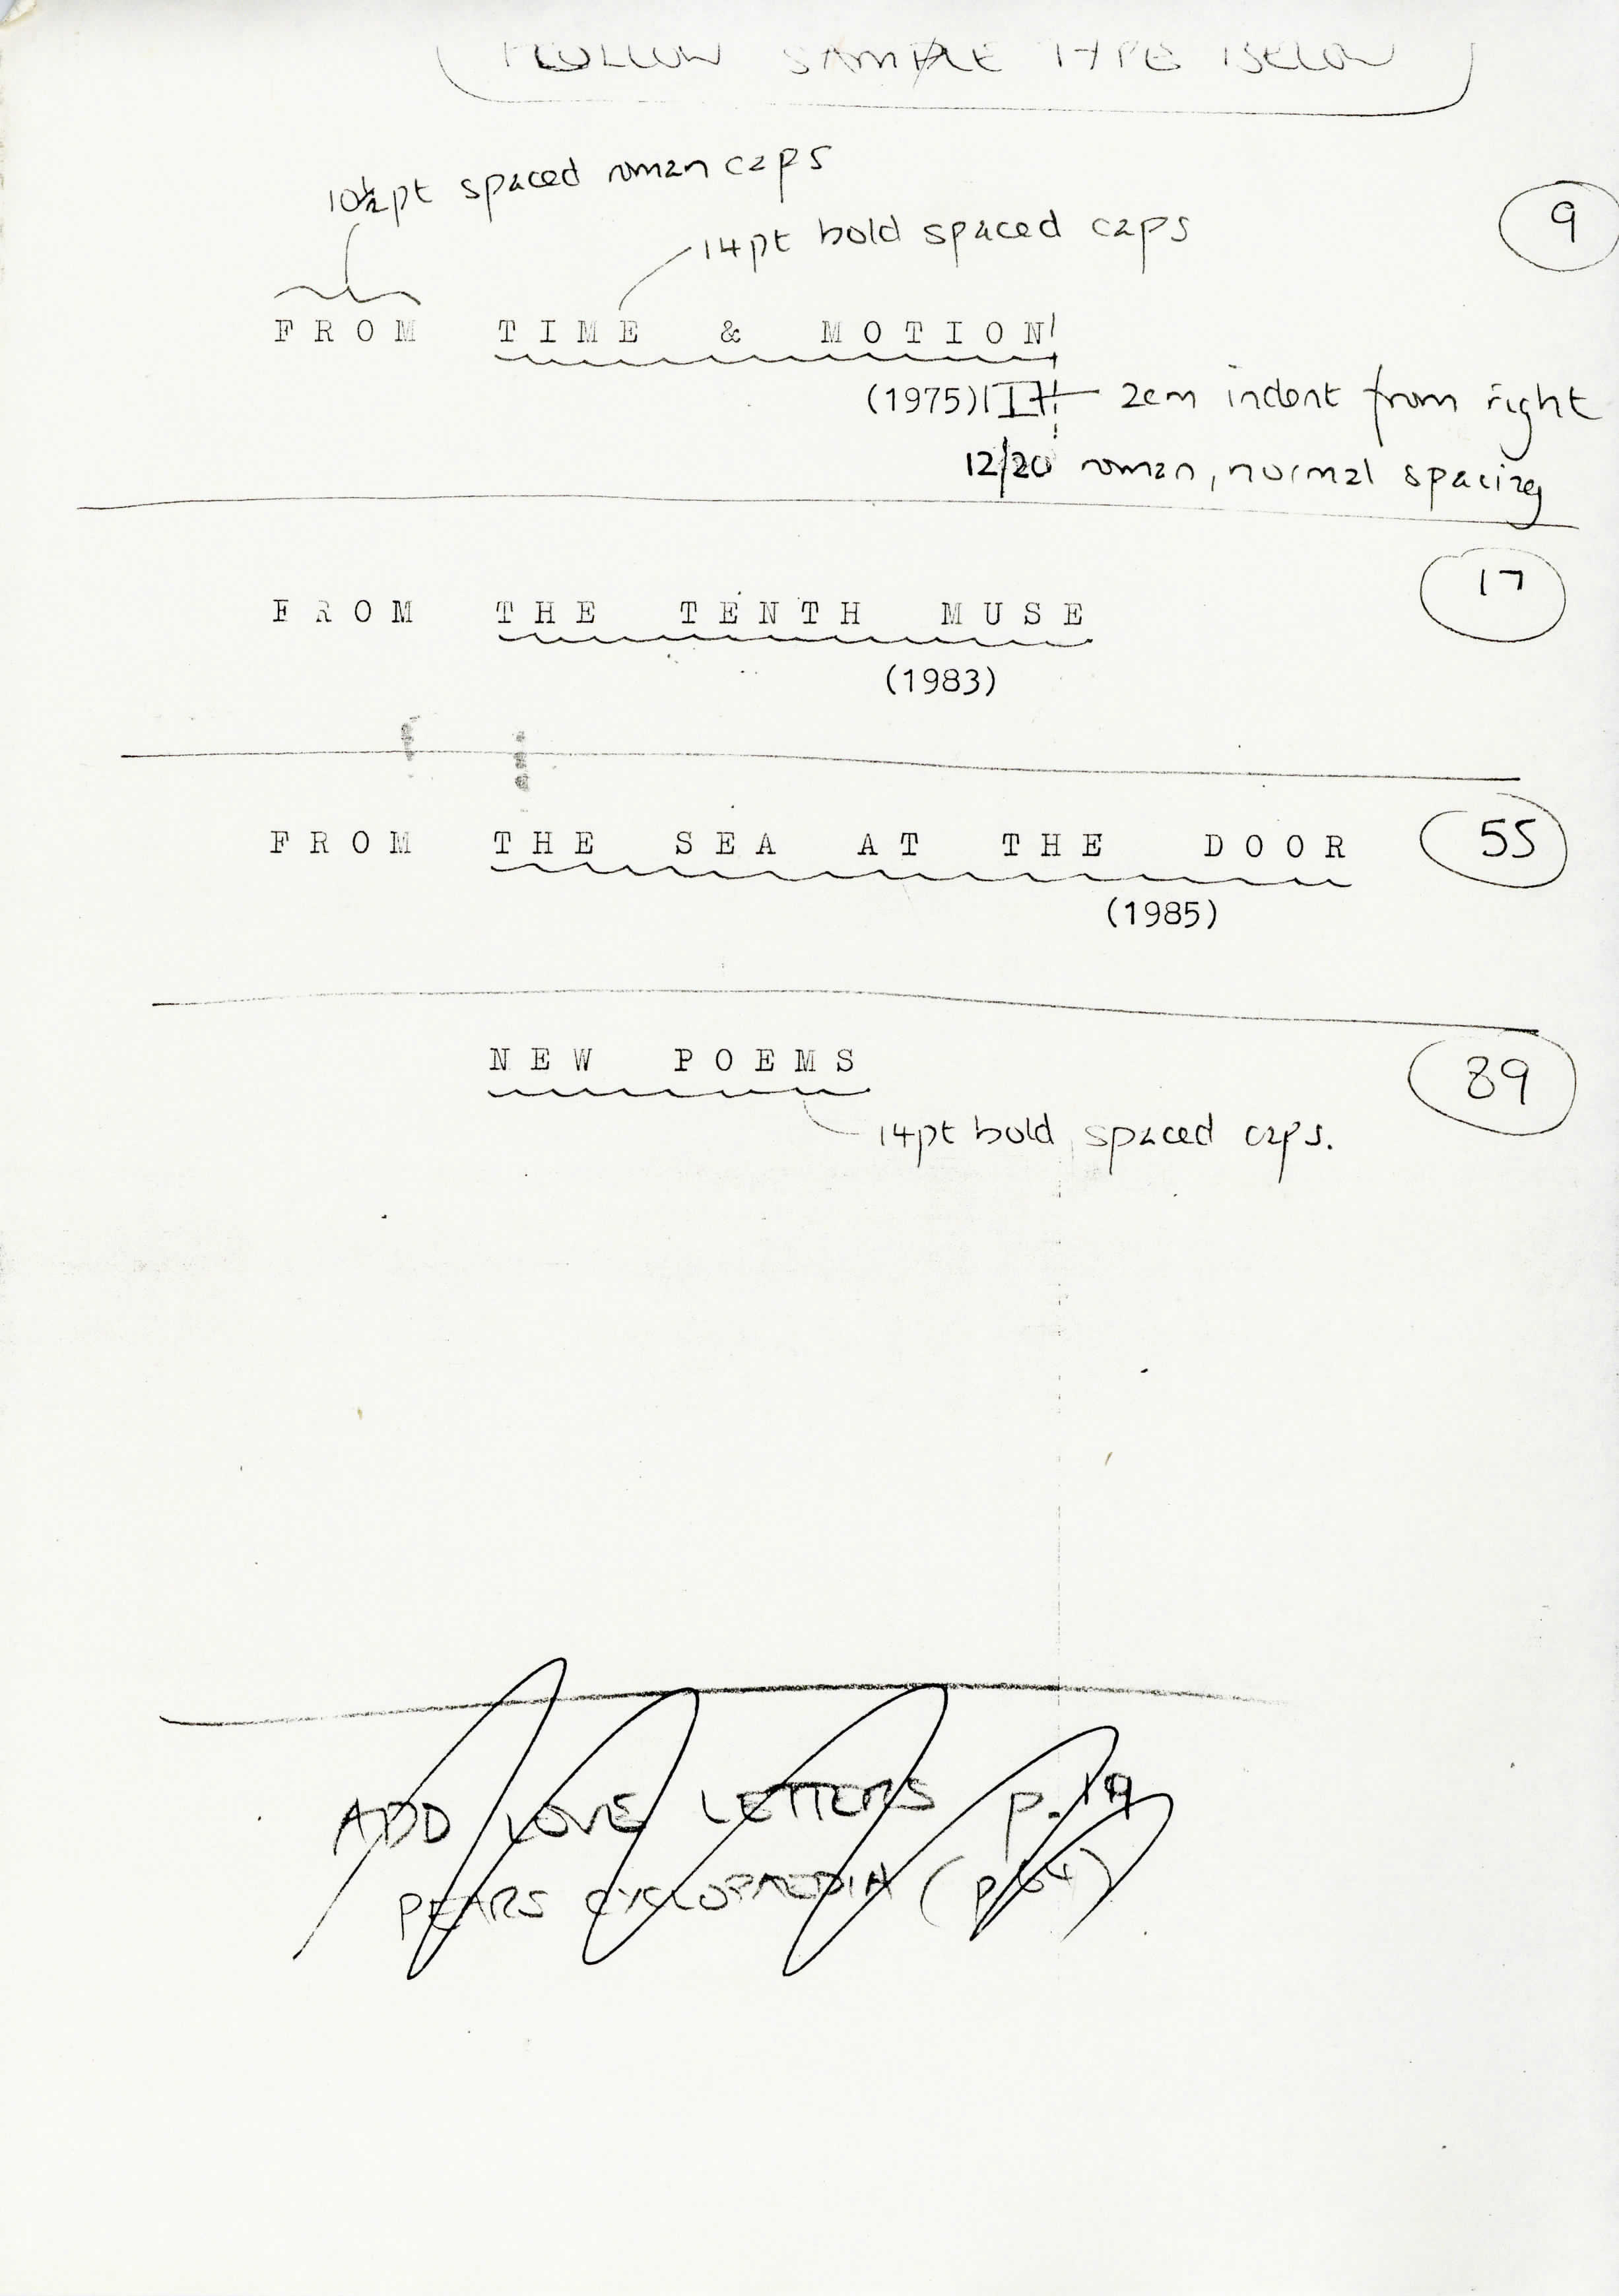 FOLLOW SAMPLE TYPE BELOW
10½pt spaced roman caps
14pt bold spaced caps
9
FROM TIME & MOTION
(1975) 2em indent from right
12/20 roman, normal spacing
17
FROM THE TENTH MUSE
(1983)
FROM THE SEA AT THE DOOR 55
(1985)
NEW POEMS 89
14pt bold spaced caps.
ADD LOVE LETTERS p.19
PEARS CYCLOPAEDIA